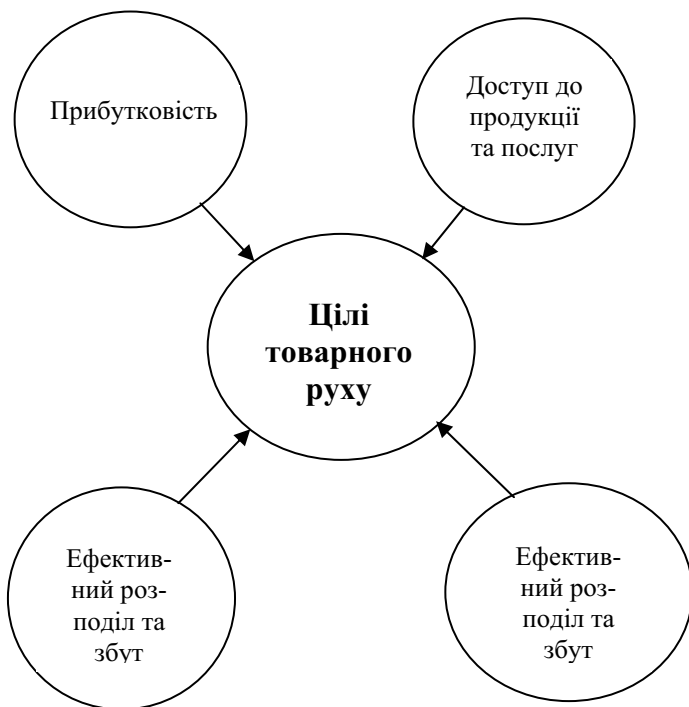 Прибутковість
Доступ до
продукції
та послуг
Цілі
товарного
руху
Ефектив-
ний роз-
поділ та
збут
Ефектив-
ний роз-
поділ та
збут